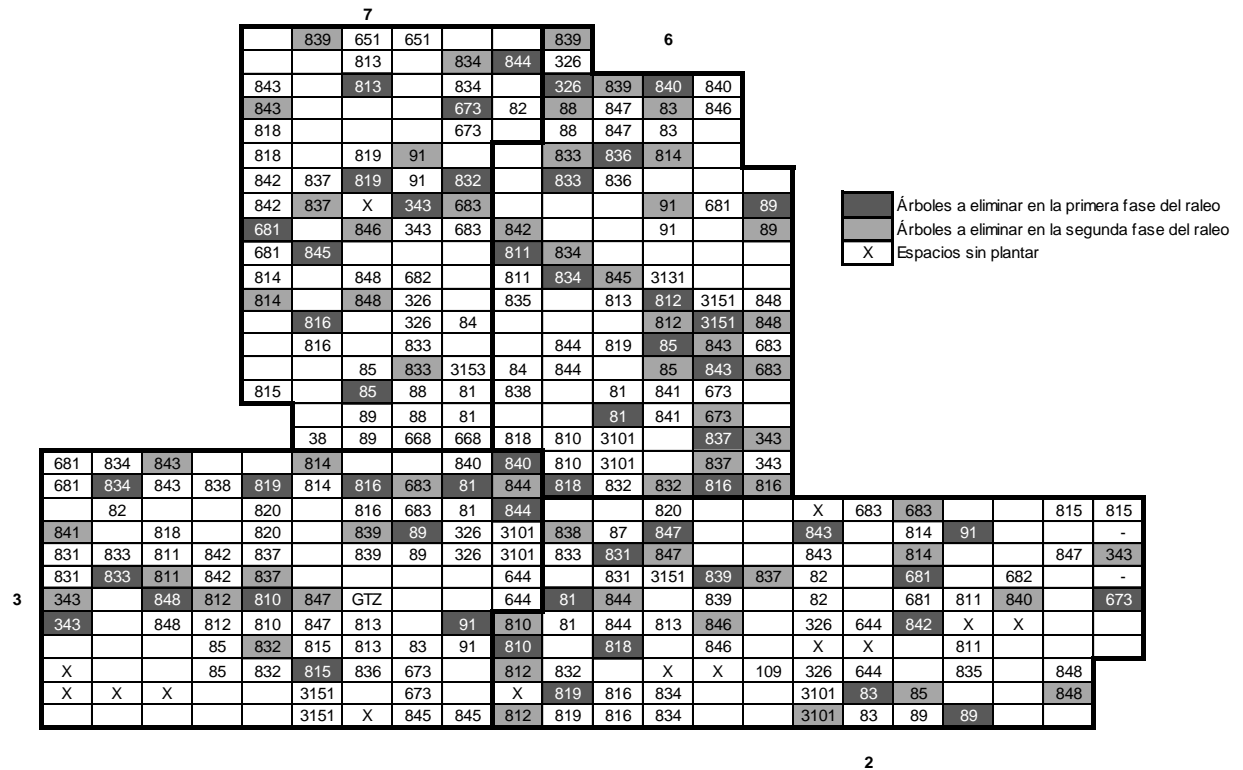 7
839 651 651 839 6
813 834 844 326
843 813 834 326 839 840 840
843 673 82 88 847 83 846
818 673 88 847 83
818 819 91 833 836 814
842 837 819 91 832 833 836
842 837 X 343 683 91 681 89 Árboles a eliminar en la primera fase del raleo
681 846 343 683 842 91 89 Árboles a eliminar en la segunda fase del raleo
681 845 811 834 X Espacios sin plantar
814 848 682 811 834 845 3131
814 848 326 835 813 812 3151 848
816 326 84 812 3151 848
816 833 844 819 85 843 683
85 833 3153 84 844 85 843 683
815 85 88 81 838 81 841 673
89 88 81 81 841 673
38 89 668 668 818 810 3101 837 343
681 834 843 814 840 840 810 3101 837 343
681 834 843 838 819 814 816 683 81 844 818 832 832 816 816
82 820 816 683 81 844 820 X 683 683 815 815
841 818 820 839 89 326 3101 838 87 847 843 814 91 -
831 833 811 842 837 839 89 326 3101 833 831 847 843 814 847 343
831 833 811 842 837 644 831 3151 839 837 82 681 682 -
3 343 848 812 810 847 GTZ 644 81 844 839 82 681 811 840 673
343 848 812 810 847 813 91 810 81 844 813 846 326 644 842 X X
85 832 815 813 83 91 810 818 846 X X 811
X 85 832 815 836 673 812 832 X X 109 326 644 835 848
X X X 3151 673 X 819 816 834 3101 83 85 848
3151 X 845 845 812 819 816 834 3101 83 89 89
2